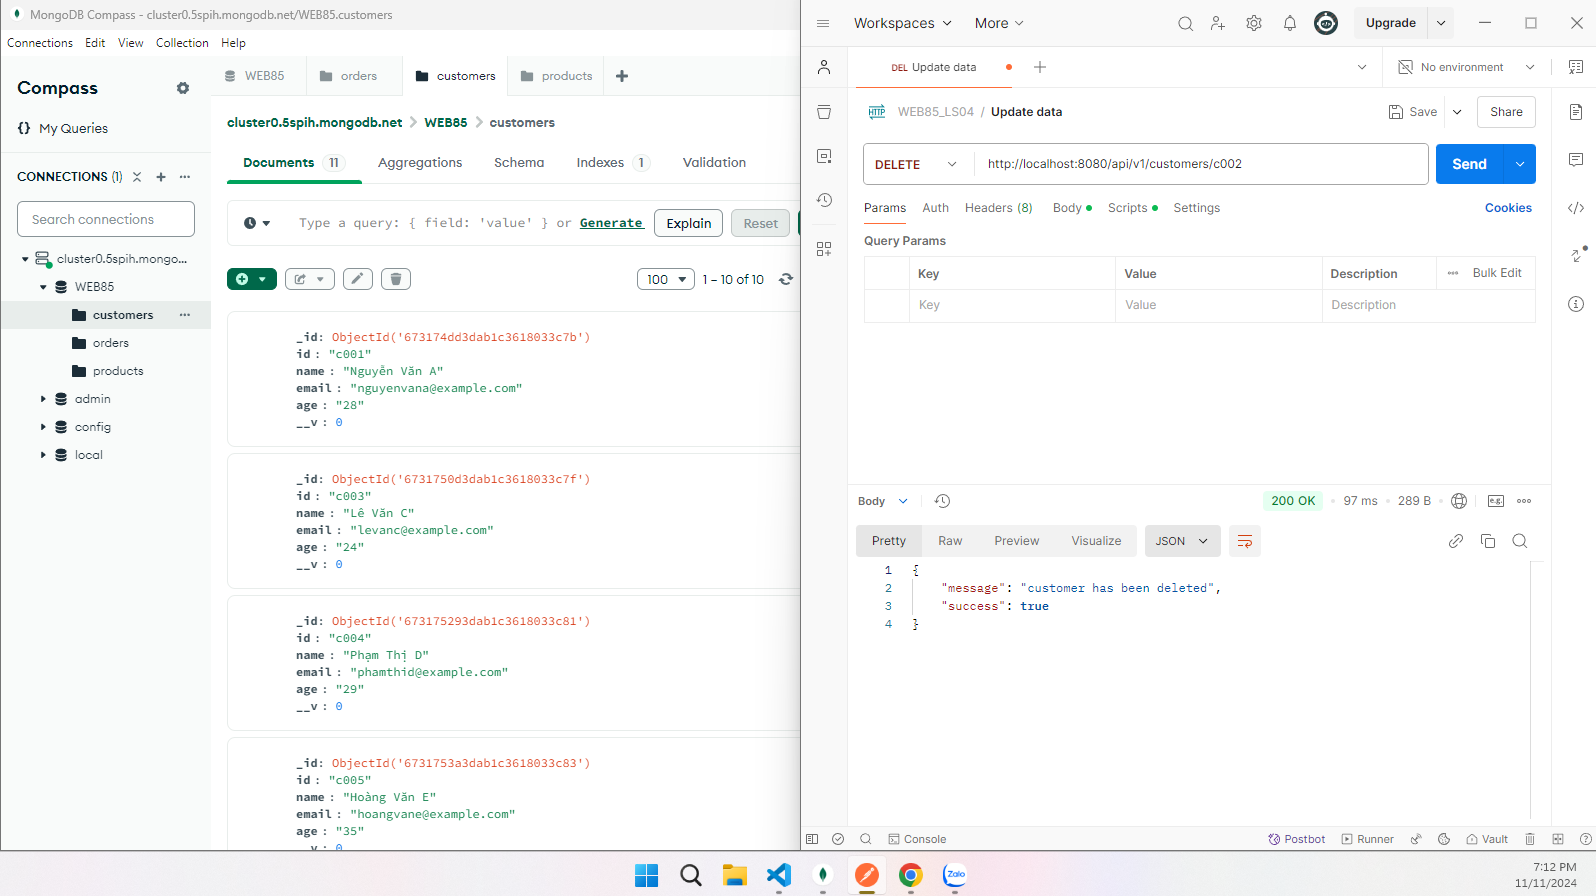 MongoDB Compass - cluster0.5spih.mongodb.net/WEB85.customers
Connections Edit View Collection Help
Compass
{} My Queries
CONNECTIONS (1)
Search connections
cluster0.5spih.mongo...
WEB85
customers
orders
products
admin
config
local
WEB85 orders customers products
cluster0.5spih.mongodb.net > WEB85 > customers
Documents 11 Aggregations Schema Indexes 1 Validation
Type a query: { field: 'value' } or Generate Explain Reset
100 1 – 10 of 10
_id: ObjectId('673174dd3dab1c3618033c7b')
id : "c001"
name : "Nguyễn Văn A"
email : "nguyenvana@example.com"
age : "28"
__v : 0
_id: ObjectId('6731750d3dab1c3618033c7f')
id : "c003"
name : "Lê Văn C"
email : "levanc@example.com"
age : "24"
__v : 0
_id: ObjectId('673175293dab1c3618033c81')
id : "c004"
name : "Phạm Thị D"
email : "phamthid@example.com"
age : "29"
__v : 0
_id: ObjectId('6731753a3dab1c3618033c83')
id : "c005"
name : "Hoàng Văn E"
email : "hoangvane@example.com"
age : "35"
__v : 0
Workspaces More Upgrade
DEL Update data No environment
HTTP WEB85_LS04 / Update data Save Share
DELETE http://localhost:8080/api/v1/customers/c002 Send
Params Auth Headers (8) Body Scripts Settings Cookies
Query Params
Key Value Description Bulk Edit
Key Value Description
Body 200 OK 97 ms 289 B e.g.
Pretty Raw Preview Visualize JSON
1 {
2 "message": "customer has been deleted",
3 "success": true
4 }
Console Postbot Runner Vault
Zalo
7:12 PM
11/11/2024